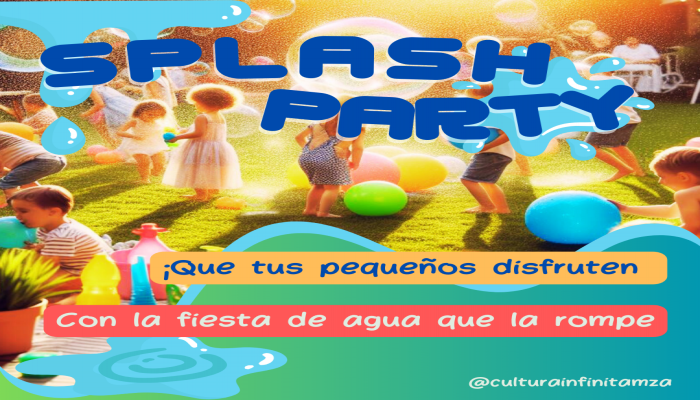 SPLASH
PARTY
¡Que tus pequeños disfruten
Con la fiesta de agua que la rompe
@culturainfinitamza